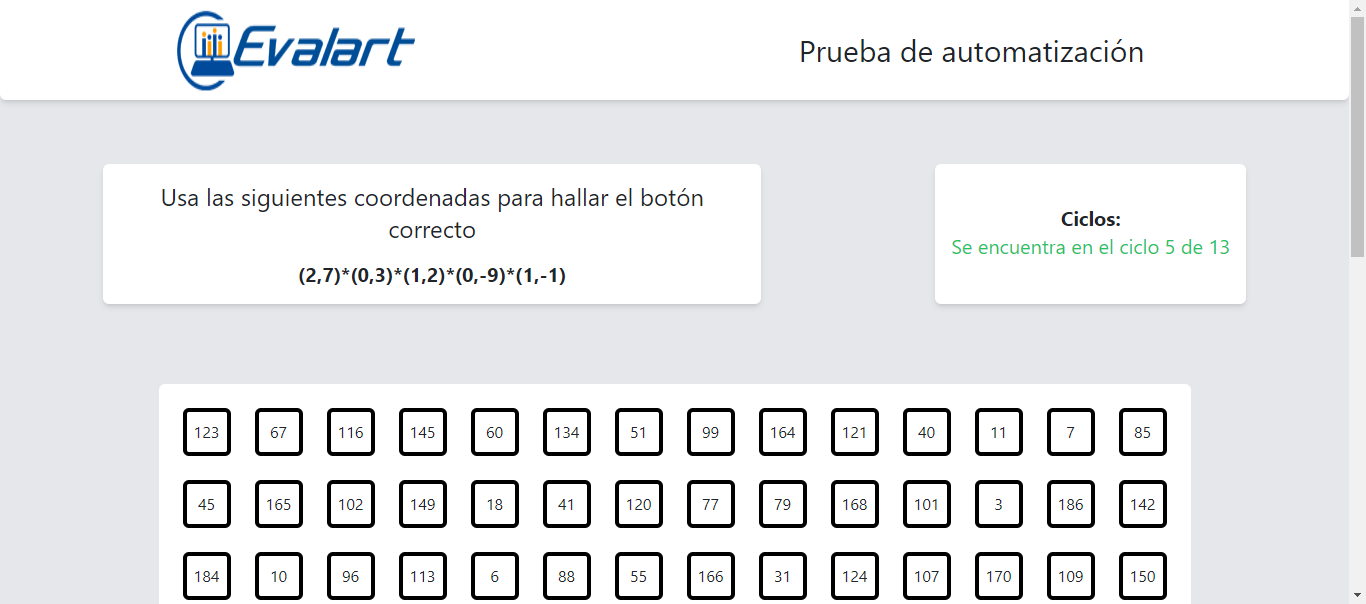 Evalart
Prueba de automatización
Usa las siguientes coordenadas para hallar el botón
correcto
(2,7)*(0,3)*(1,2)*(0,-9)*(1,-1)
Ciclos:
Se encuentra en el ciclo 5 de 13
123 67 116 145 60 134 51 99 164 121 40 11 7 85
45 165 102 149 18 41 120 77 79 168 101 3 186 142
184 10 96 113 6 88 55 166 31 124 107 170 109 150